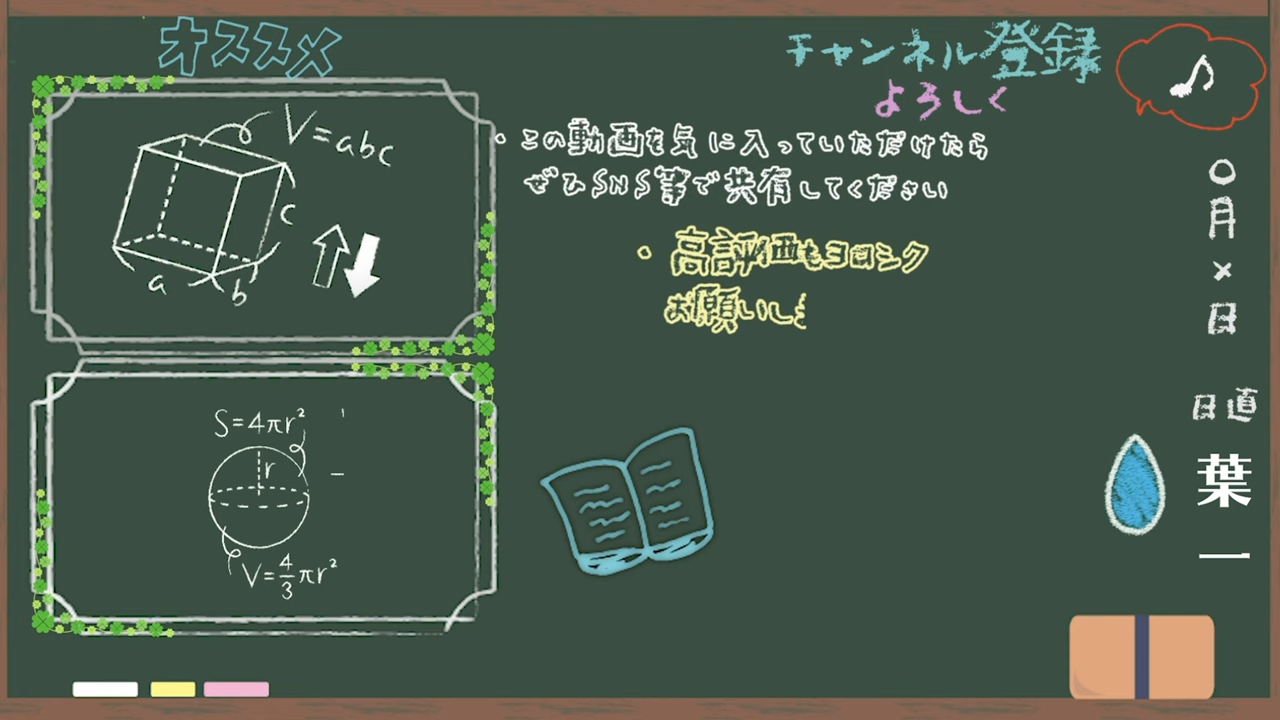 オススメ
V=abc
c
a
b
S=4πr²
r
V=4/3πr²
チャンネル登録
よろしく
・この動画を気に入っていただけたら
ぜひSNS等で共有してください
・高評価もヨロシク
お願いし
〇月×日
日直
葉一